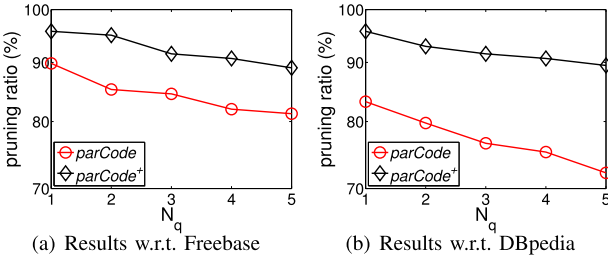 100
90
80
70
pruning ratio (%)
parCode
parCode+
1 2 3 4 5
Nq
(a) Results w.r.t. Freebase
100
90
80
70
pruning ratio (%)
parCode
parCode+
1 2 3 4 5
Nq
(b) Results w.r.t. DBpedia